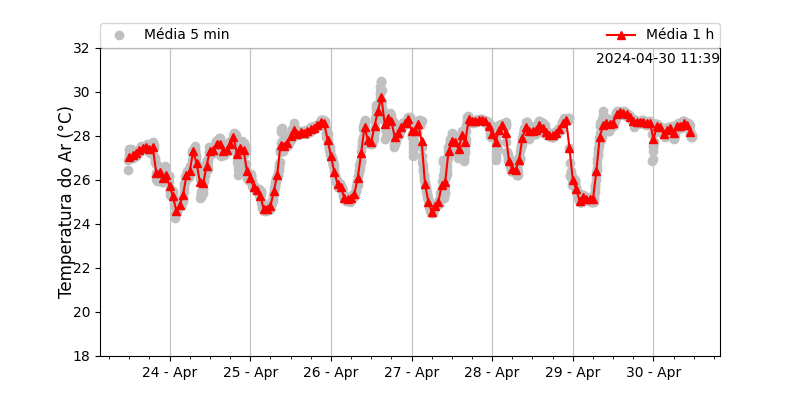 Média 5 min
Média 1 h
2024-04-30 11:39
Temperatura do Ar (°C)
32
30
28
26
24
22
20
18
24 - Apr
25 - Apr
26 - Apr
27 - Apr
28 - Apr
29 - Apr
30 - Apr